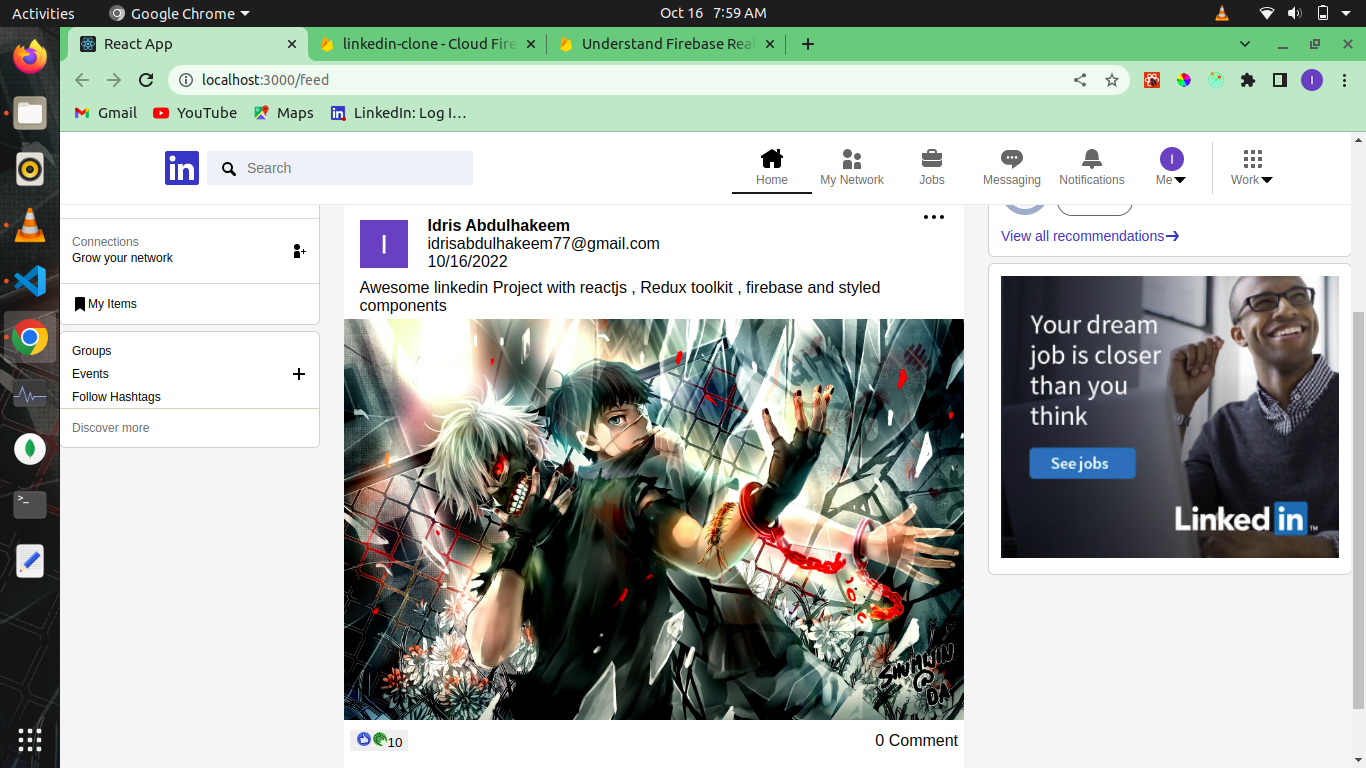 Activities
Google Chrome
Oct 16 7:59 AM
React App
linkedin-clone - Cloud Fire
Understand Firebase Real
localhost:3000/feed
I
Gmail
YouTube
Maps
LinkedIn: Log I…
in
Search
Home
My Network
Jobs
Messaging
Notifications
I
Me
Work
Connections
Grow your network
My Items
Groups
Events
Follow Hashtags
Discover more
I
Idris Abdulhakeem
idrisabdulhakeem77@gmail.com
10/16/2022
Awesome linkedin Project with reactjs , Redux toolkit , firebase and styled
components
10
0 Comment
View all recommendations
Your dream
job is closer
than you
think
See jobs
Linked in ™